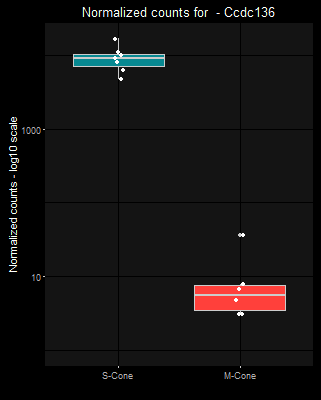 Normalized counts for  - Ccdc136
Normalized counts - log10 scale
1000
10
S-Cone
M-Cone